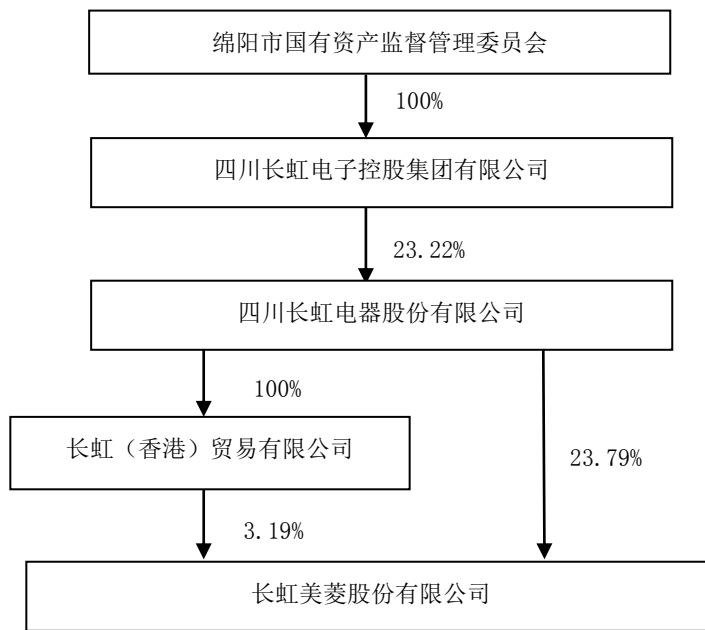 绵阳市国有资产监督管理委员会
100%
四川长虹电子控股集团有限公司
23.22%
四川长虹电器股份有限公司
100%
长虹（香港）贸易有限公司
23.79%
3.19%
长虹美菱股份有限公司